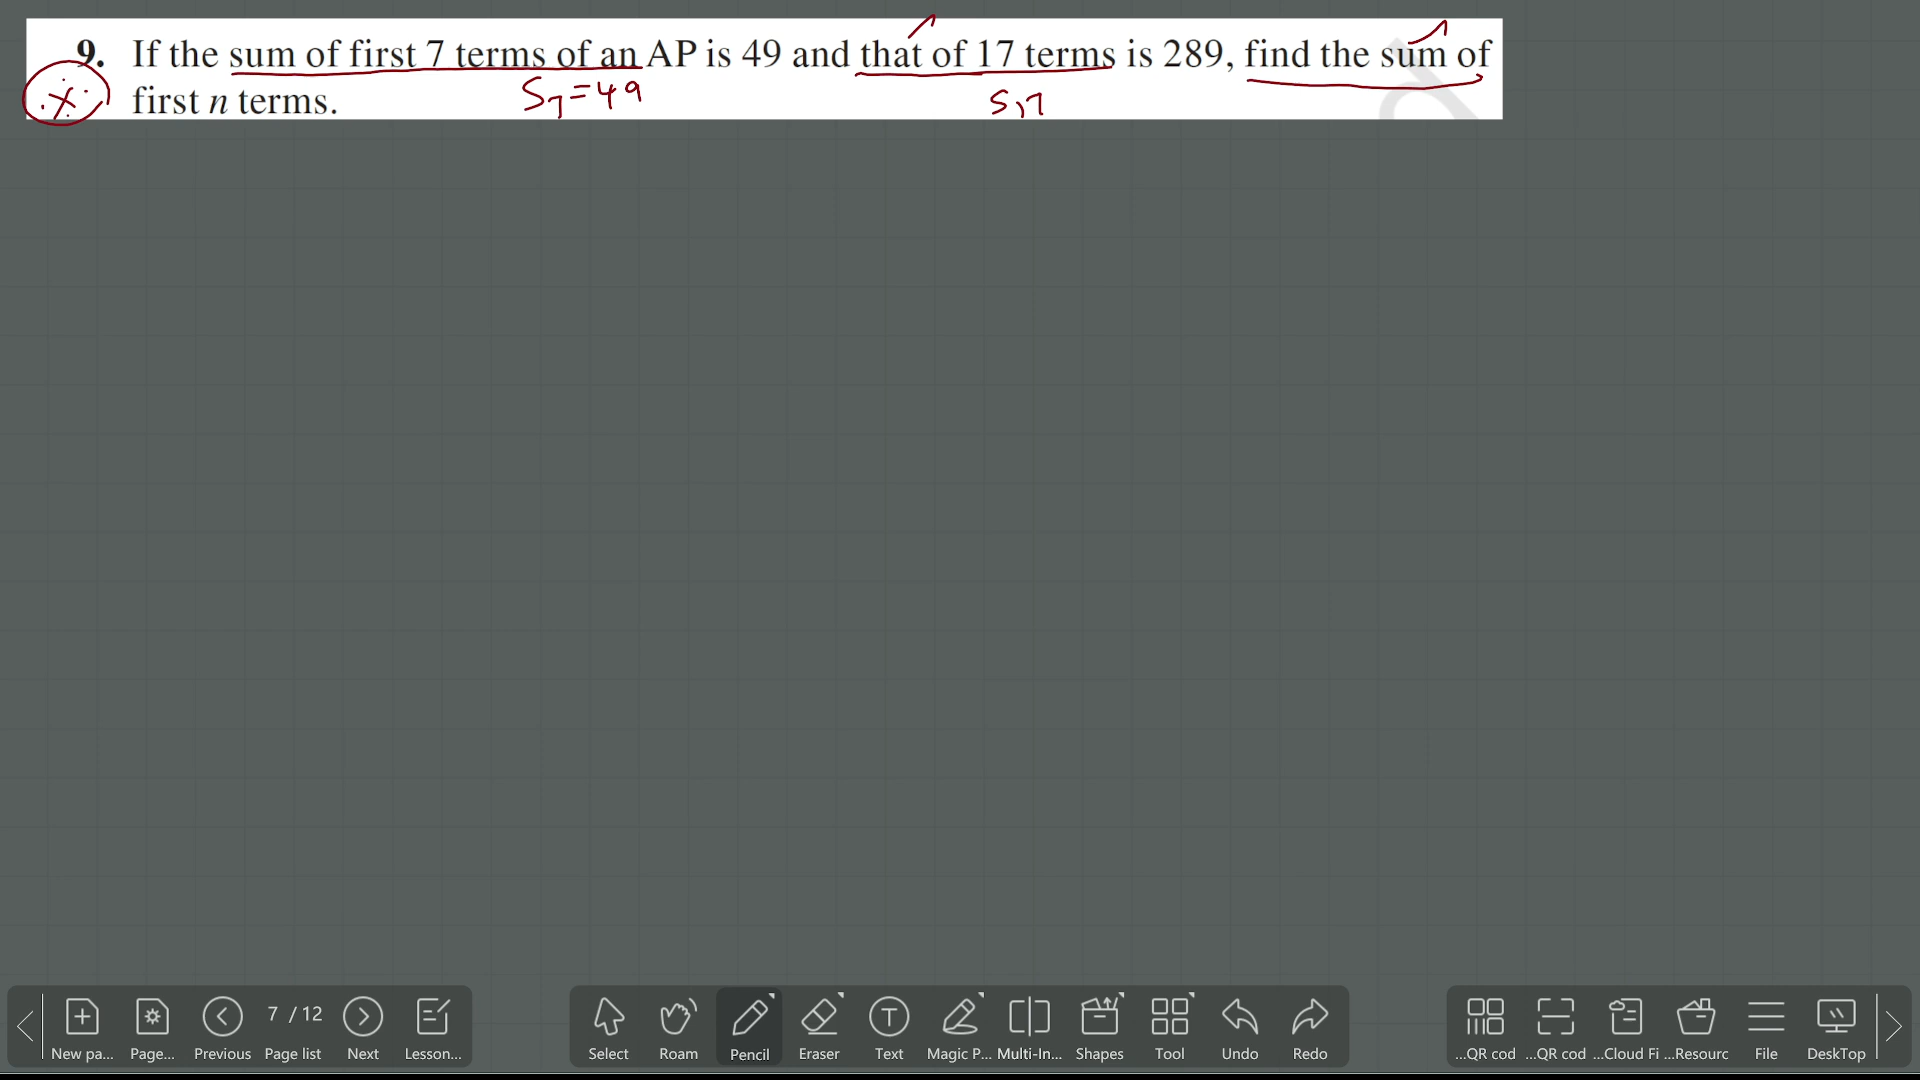 9. If the sum of first 7 terms of an AP is 49 and that of 17 terms is 289, find the sum of
first n terms.
S7=49
S17
7 / 12
New pa... Page... Previous Page list Next Lesson...
Select Roam Pencil Eraser Text Magic P... Multi-In... Shapes Tool Undo Redo
...QR cod ...QR cod ...Cloud Fi ...Resourc File DeskTop